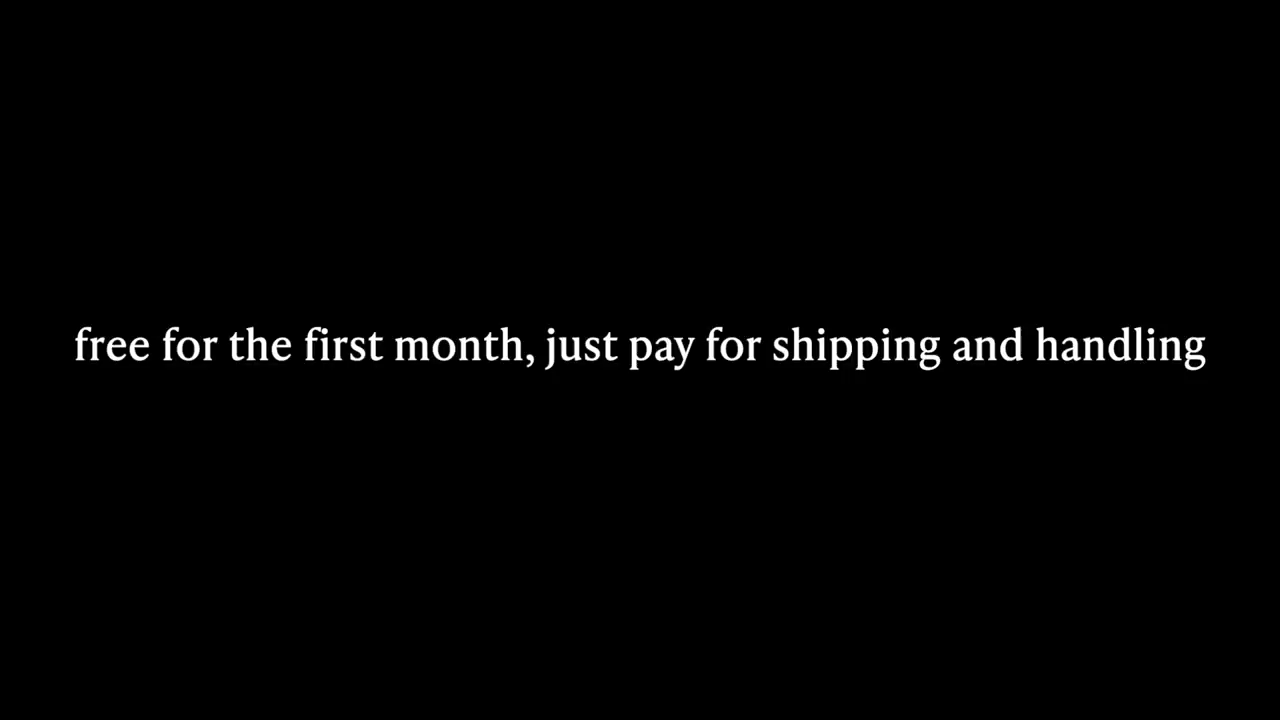 free for the first month, just pay for shipping and handling